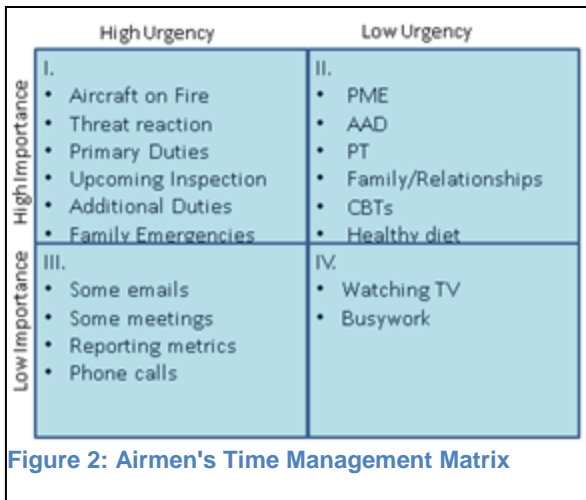 High Urgency
Low Urgency
High Importance
I.
• Aircraft on Fire
• Threat reaction
• Primary Duties
• Upcoming Inspection
• Additional Duties
• Family Emergencies
II.
• PME
• AAD
• PT
• Family/Relationships
• CBTs
• Healthy diet
Low Importance
III.
• Some emails
• Some meetings
• Reporting metrics
• Phone calls
IV.
• Watching TV
• Busywork
Figure 2: Airmen's Time Management Matrix